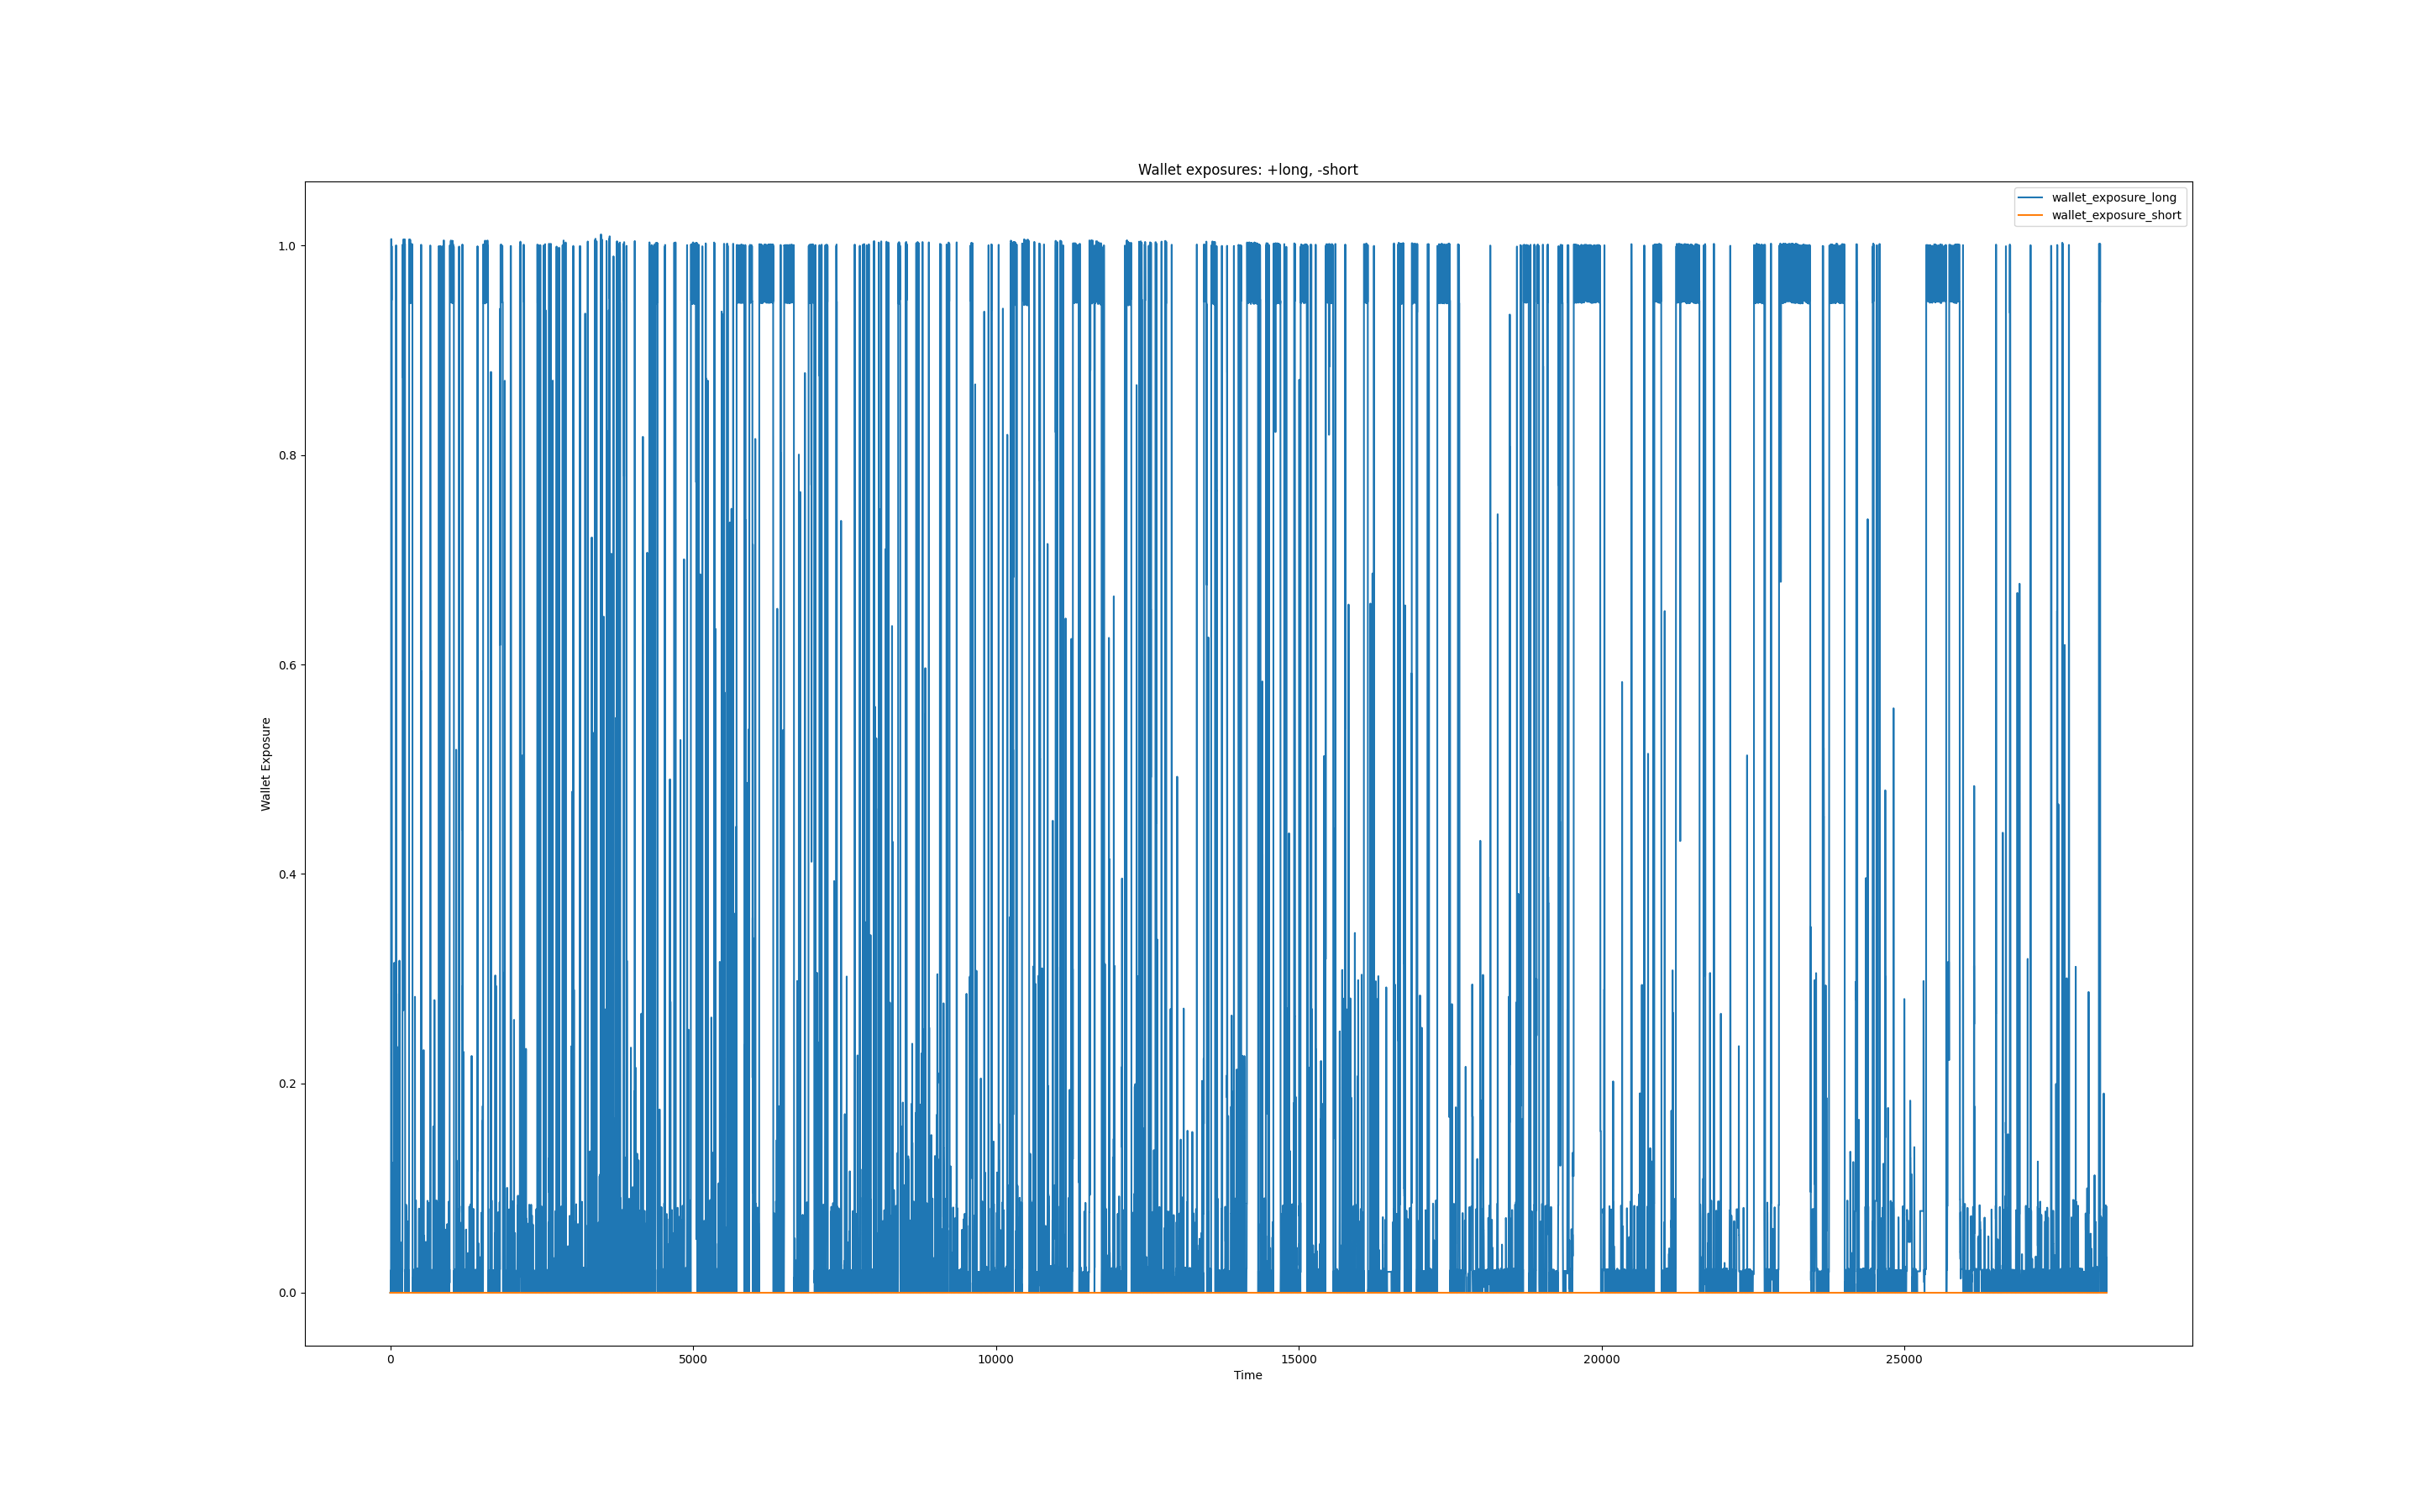 Wallet exposures: +long, -short
wallet_exposure_long
wallet_exposure_short
1.0
0.8
0.6
0.4
0.2
0.0
Wallet Exposure
0
5000
10000
15000
20000
25000
Time